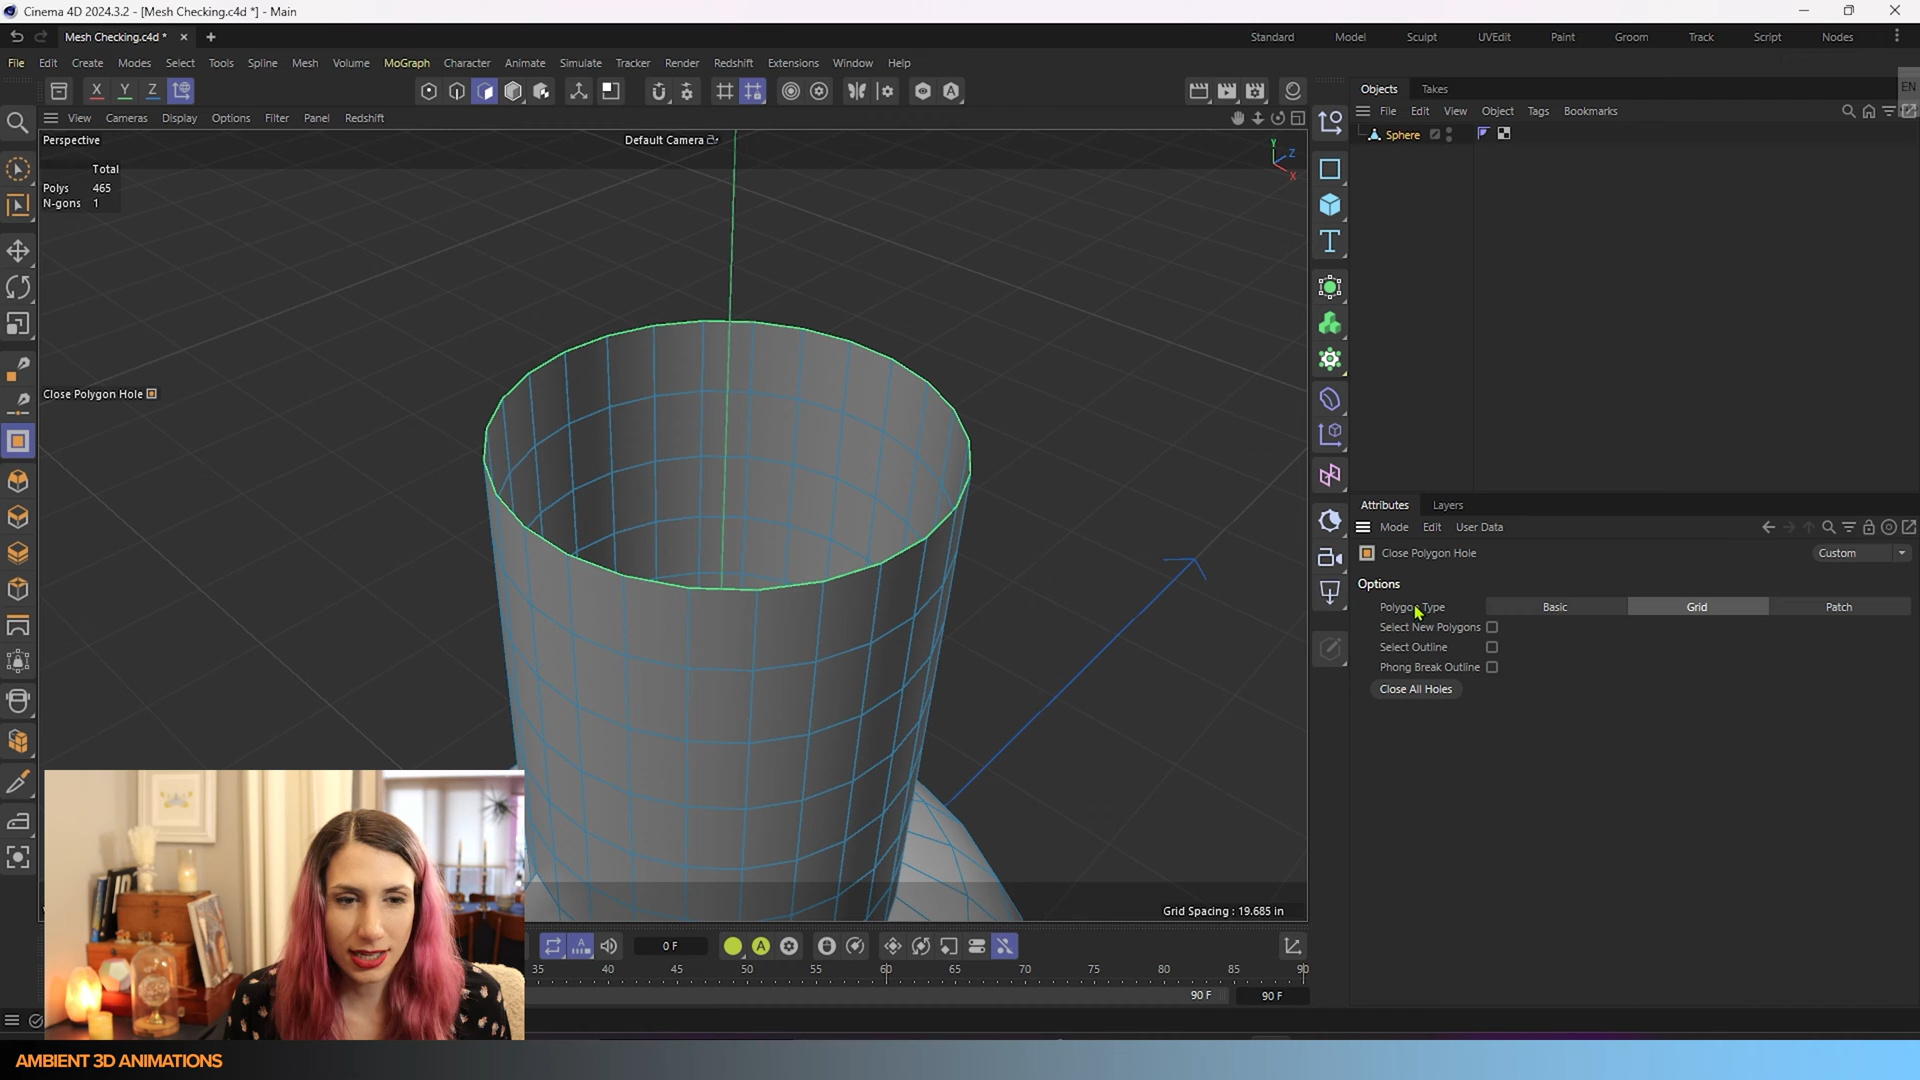 Cinema 4D 2024.3.2 - [Mesh Checking.c4d *] - Main
Mesh Checking.c4d *
Standard Model Sculpt UVEdit Paint Groom Track Script Nodes
File Edit Create Modes Select Tools Spline Mesh Volume MoGraph Character Animate Simulate Tracker Render Redshift Extensions Window Help
X Y Z
Objects Takes
EN
File Edit View Object Tags Bookmarks
View Cameras Display Options Filter Panel Redshift
Sphere
Perspective
Default Camera
Y Z X
Total
Polys 465
N-gons 1
Close Polygon Hole
Attributes Layers
Mode Edit User Data
Close Polygon Hole
Custom
Options
Polygon Type Basic Grid Patch
Select New Polygons
Select Outline
Phong Break Outline
Close All Holes
Grid Spacing : 19.685 in
0 F
A
35 40 45 50 55 60 65 70 75 80 85 90
90 F
90 F
AMBIENT 3D ANIMATIONS